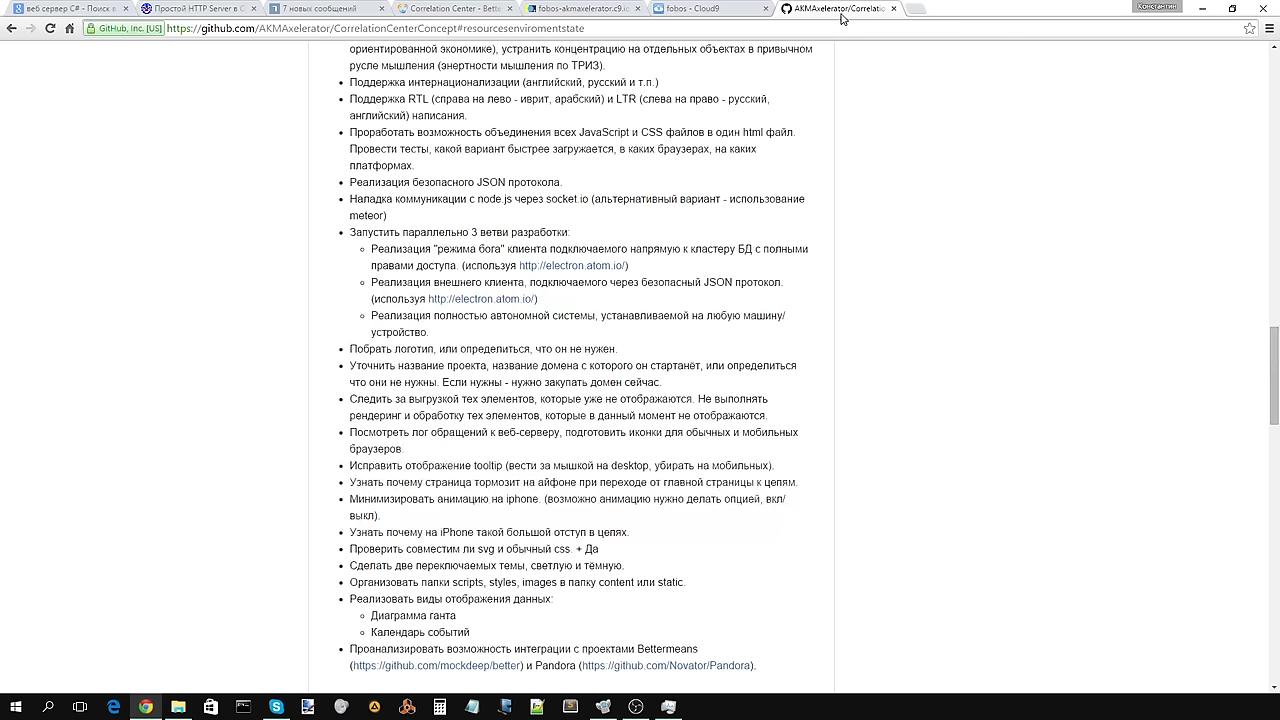 веб сервер C# - Поиск в
Простой HTTP Server в C
7 новых сообщений
Correlation Center - Bette
fobos-akmaxelerator.c9.io
fobos - Cloud9
AKMAxelerator/Correlatio
Константин
GitHub, Inc. [US]
https://github.com/AKMAxelerator/CorrelationCenterConcept#resourcesenviromentstate
ориентированной экономике), устранить концентрацию на отдельных объектах в привычном
русле мышления (энертности мышления по ТРИЗ).
Поддержка интернационализации (английский, русский и т.п.)
Поддержка RTL (справа на лево - иврит, арабский) и LTR (слева на право - русский,
английский) написания.
Проработать возможность объединения всех JavaScript и CSS файлов в один html файл.
Провести тесты, какой вариант быстрее загружается, в каких браузерах, на каких
платформах.
Реализация безопасного JSON протокола.
Наладка коммуникации с node.js через socket.io (альтернативный вариант - использование
meteor)
Запустить параллельно 3 ветви разработки:
Реализация "режима бога" клиента подключаемого напрямую к кластеру БД с полными
правами доступа. (используя http://electron.atom.io/)
Реализация внешнего клиента, подключаемого через безопасный JSON протокол.
(используя http://electron.atom.io/)
Реализация полностью автономной системы, устанавливаемой на любую машину/
устройство.
Побрать логотип, или определиться, что он не нужен.
Уточнить название проекта, название домена с которого он стартанёт, или определиться
что они не нужны. Если нужны - нужно закупать домен сейчас.
Следить за выгрузкой тех элементов, которые уже не отображаются. Не выполнять
рендеринг и обработку тех элементов, которые в данный момент не отображаются.
Посмотреть лог обращений к веб-серверу, подготовить иконки для обычных и мобильных
браузеров.
Исправить отображение tooltip (вести за мышкой на desktop, убирать на мобильных).
Узнать почему страница тормозит на айфоне при переходе от главной страницы к цепям.
Минимизировать анимацию на iphone. (возможно анимацию нужно делать опцией, вкл/
выкл).
Узнать почему на iPhone такой большой отступ в цепях.
Проверить совместим ли svg и обычный css. + Да
Сделать две переключаемых темы, светлую и тёмную.
Организовать папки scripts, styles, images в папку content или static.
Реализовать виды отображения данных:
Диаграмма ганта
Календарь событий
Проанализировать возможность интеграции с проектами Bettermeans
(https://github.com/mockdeep/better) и Pandora (https://github.com/Novator/Pandora).